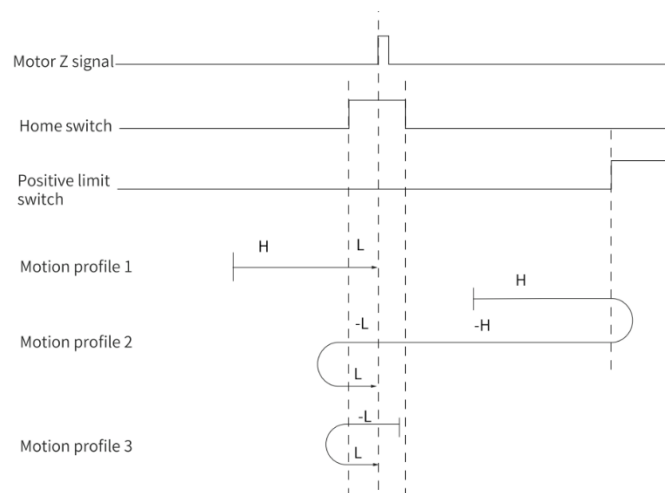 Motor Z signal
Home switch
Positive limit
switch
H
L
Motion profile 1
H
-L
-H
Motion profile 2
L
-L
Motion profile 3
L